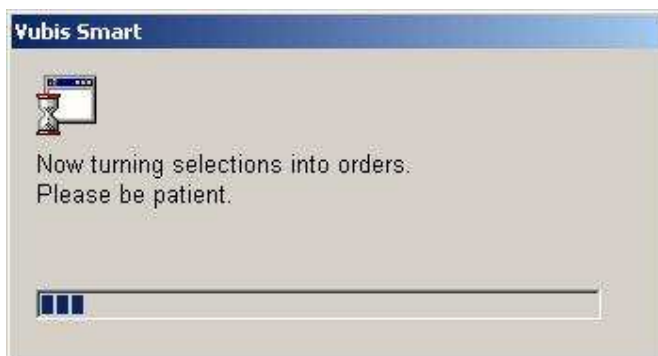 Vubis Smart
Now turning selections into orders.
Please be patient.